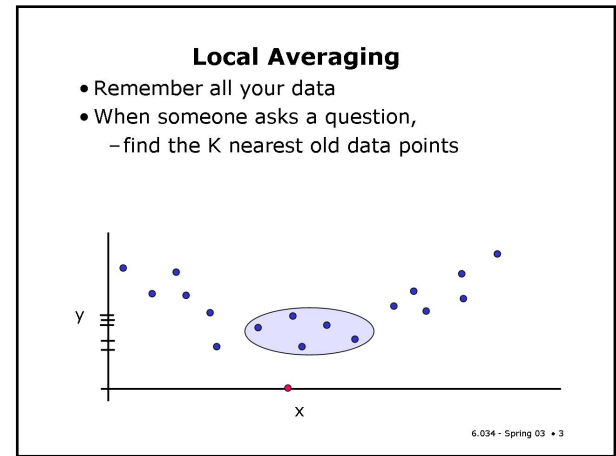 Local Averaging
• Remember all your data
• When someone asks a question,
–find the K nearest old data points
y
x
6.034 - Spring 03 • 3